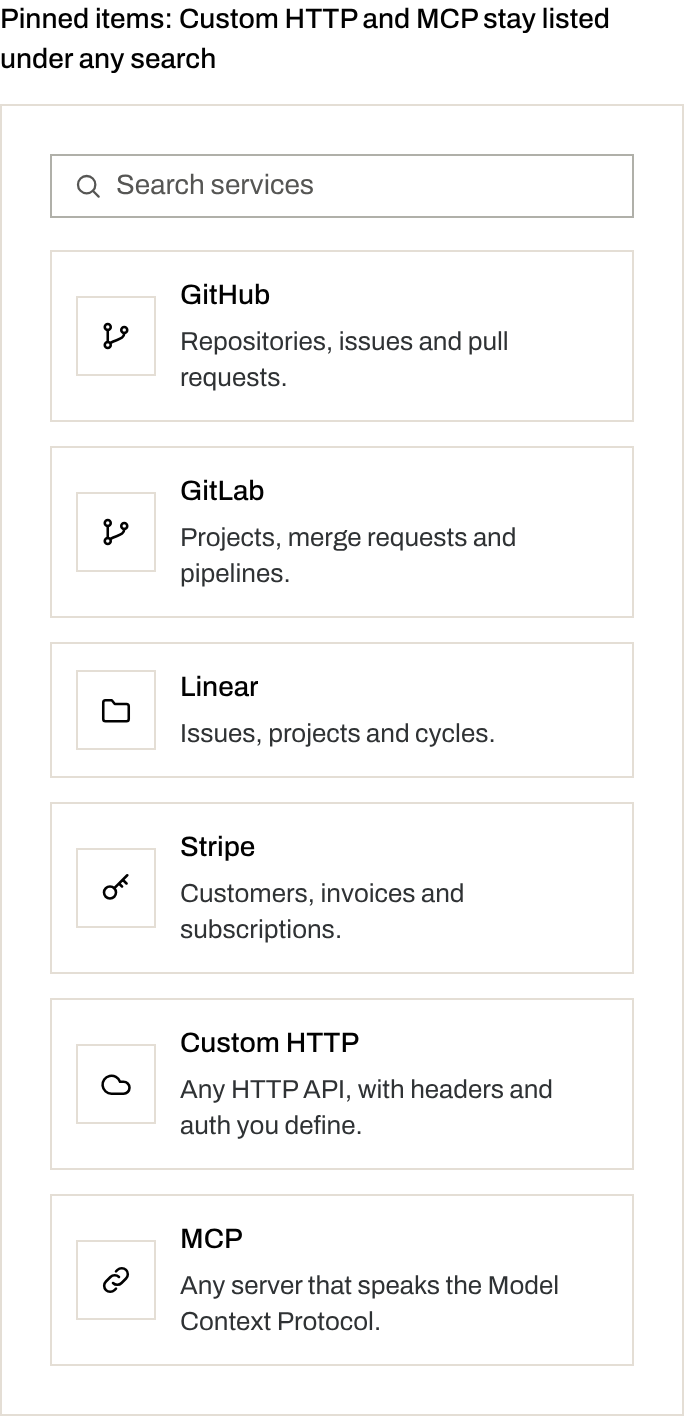 Pinned items: Custom HTTP and MCP stay listed
under any search
Search services
GitHub
Repositories, issues and pull
requests.
GitLab
Projects, merge requests and
pipelines.
Linear
Issues, projects and cycles.
Stripe
Customers, invoices and
subscriptions.
Custom HTTP
Any HTTP API, with headers and
auth you define.
MCP
Any server that speaks the Model
Context Protocol.